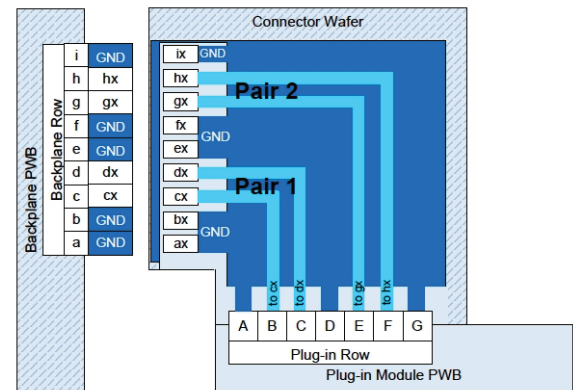 Connector Wafer
Backplane PWB
Backplane Row
i GND
h hx
g gx
f GND
e GND
d dx
c cx
b GND
a GND
ix GND
hx
Pair 2
gx
fx
GND
ex
dx
Pair 1
cx
bx
GND
ax
to cx
to dx
to gx
to hx
A B C D E F G
Plug-in Row
Plug-in Module PWB